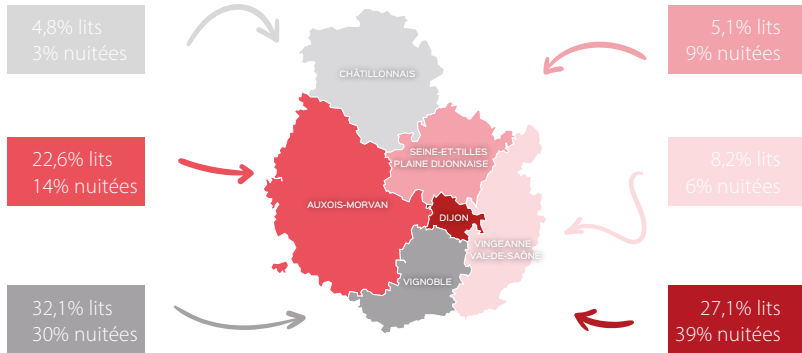 4,8% lits
3% nuitées
5,1% lits
9% nuitées
CHÂTILLONNAIS
22,6% lits
14% nuitées
SEINE-ET-TILLES
PLAINE DIJONNAISE
8,2% lits
6% nuitées
AUXOIS-MORVAN
DIJON
VINGEANNE
VAL-DE-SAÔNE
VIGNOBLE
32,1% lits
30% nuitées
27,1% lits
39% nuitées